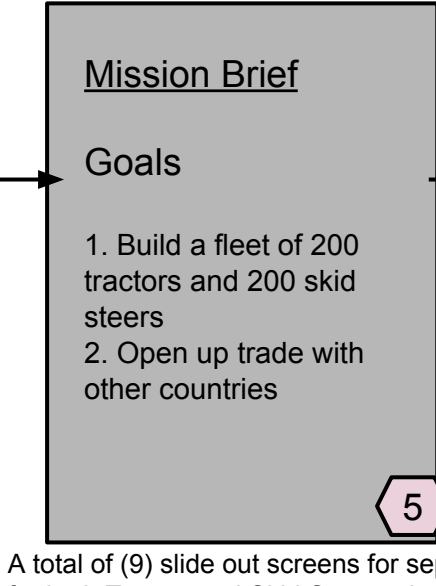 Mission Brief
Goals
1. Build a fleet of 200
tractors and 200 skid
steers
2. Open up trade with
other countries
5
A total of (9) slide out screens for